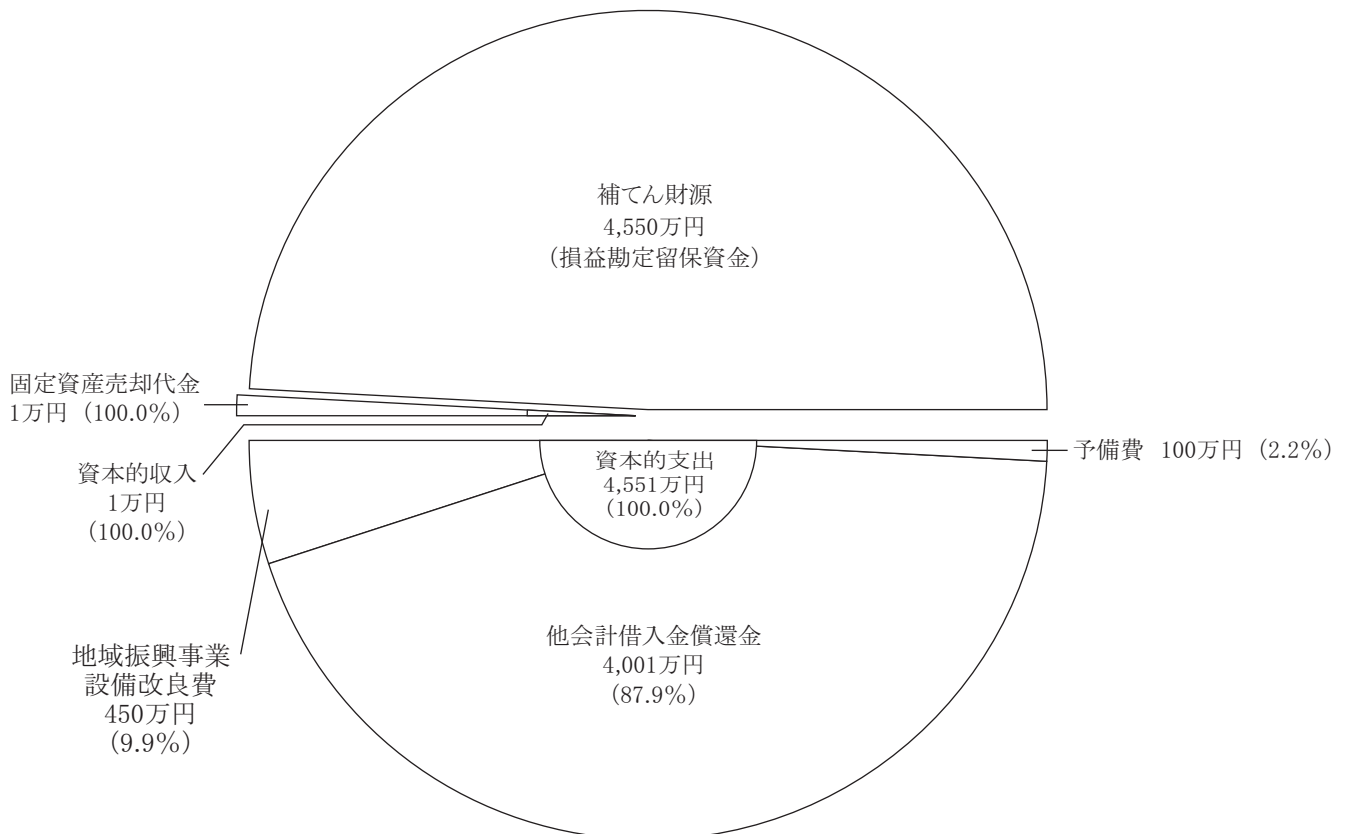 補てん財源
4,550万円
（損益勘定留保資金）
固定資産売却代金
1万円（100.0％）
資本的収入
1万円
（100.0％）
資本的支出
4,551万円
（100.0％）
予備費　100万円（2.2％）
地域振興事業
設備改良費
450万円
（9.9％）
他会計借入金償還金
4,001万円
（87.9％）